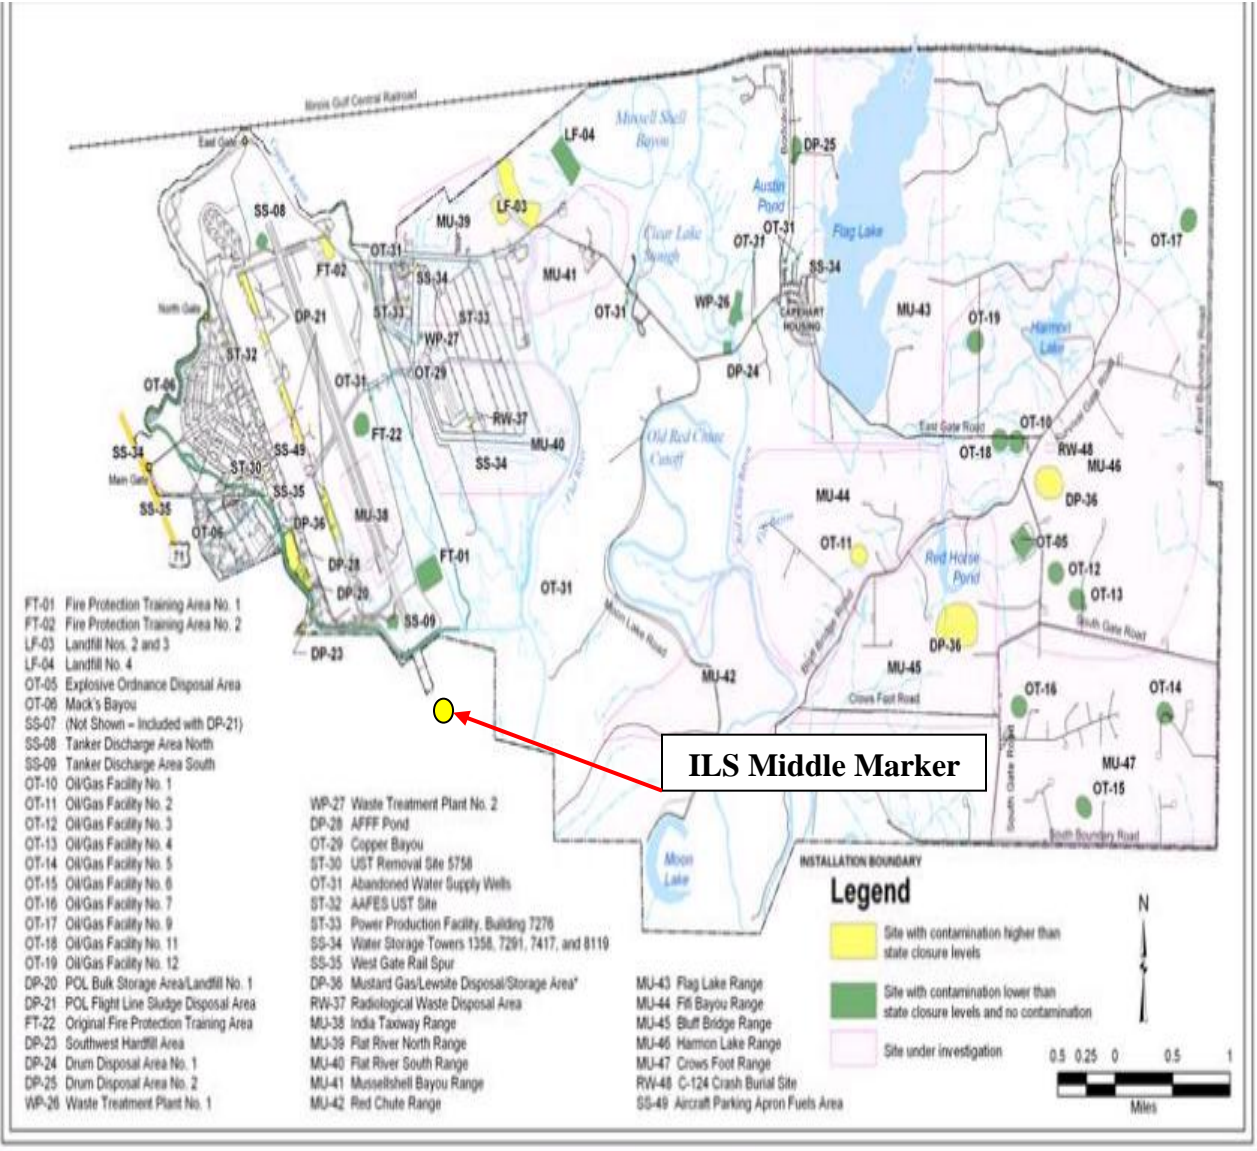 Illinois Gulf Central Railroad
East Gate
LF-04
Mussell Shell
Bayou
Bodcau Road
DP-25
Austin
Pond
SS-08
MU-39
LF-03
Clear Lake
Slough
OT-31
OT-31
Flag Lake
OT-17
OT-31
FT-02
SS-34
MU-41
SS-34
North Gate
DP-21
ST-33
ST-33
OT-31
WP-26
CAPEHART
HOUSING
MU-43
OT-19
Harmon
Lake
East Boundary Road
ST-32
WP-27
OT-31
OT-29
DP-24
OT-06
RW-37
FT-22
MU-40
Old Red Chute
Cutoff
East Gate Road
OT-10
OT-18
RW-48
MU-46
SS-34
Main Gate
SS-49
ST-30
SS-34
SS-35
MU-44
DP-36
SS-35
OT-06
DP-36
MU-38
OT-11
OT-05
71
Red Horse
Pond
DP-28
FT-01
OT-12
DP-20
OT-31
OT-13
SS-09
Moon Lake Road
Bluff Bridge Road
South Gate Road
DP-23
DP-36
MU-42
MU-45
Crows Foot Road
OT-16
OT-14
South Gate Road
MU-47
OT-15
South Boundary Road
ILS Middle Marker
Moon
Lake
FT-01 Fire Protection Training Area No. 1
FT-02 Fire Protection Training Area No. 2
LF-03 Landfill Nos. 2 and 3
LF-04 Landfill No. 4
OT-05 Explosive Ordnance Disposal Area
OT-06 Mack's Bayou
SS-07 (Not Shown – Included with DP-21)
SS-08 Tanker Discharge Area North
SS-09 Tanker Discharge Area South
OT-10 Oil/Gas Facility No. 1
OT-11 Oil/Gas Facility No. 2
OT-12 Oil/Gas Facility No. 3
OT-13 Oil/Gas Facility No. 4
OT-14 Oil/Gas Facility No. 5
OT-15 Oil/Gas Facility No. 6
OT-16 Oil/Gas Facility No. 7
OT-17 Oil/Gas Facility No. 9
OT-18 Oil/Gas Facility No. 11
OT-19 Oil/Gas Facility No. 12
DP-20 POL Bulk Storage Area/Landfill No. 1
DP-21 POL Flight Line Sludge Disposal Area
FT-22 Original Fire Protection Training Area
DP-23 Southwest Hardfill Area
DP-24 Drum Disposal Area No. 1
DP-25 Drum Disposal Area No. 2
WP-26 Waste Treatment Plant No. 1
WP-27 Waste Treatment Plant No. 2
DP-28 AFFF Pond
OT-29 Copper Bayou
ST-30 UST Removal Site 5758
OT-31 Abandoned Water Supply Wells
ST-32 AAFES UST Site
ST-33 Power Production Facility, Building 7276
SS-34 Water Storage Towers 1358, 7291, 7417, and 8119
SS-35 West Gate Rail Spur
DP-36 Mustard Gas/Lewsite Disposal/Storage Area*
RW-37 Radiological Waste Disposal Area
MU-38 India Taxiway Range
MU-39 Flat River North Range
MU-40 Flat River South Range
MU-41 Mussellshell Bayou Range
MU-42 Red Chute Range
MU-43 Flag Lake Range
MU-44 Fifi Bayou Range
MU-45 Bluff Bridge Range
MU-46 Harmon Lake Range
MU-47 Crows Foot Range
RW-48 C-124 Crash Burial Site
SS-49 Aircraft Parking Apron Fuels Area
INSTALLATION BOUNDARY
Legend
Site with contamination higher than
state closure levels
Site with contamination lower than
state closure levels and no contamination
Site under investigation
N
0.5 0.25 0 0.5 1
Miles